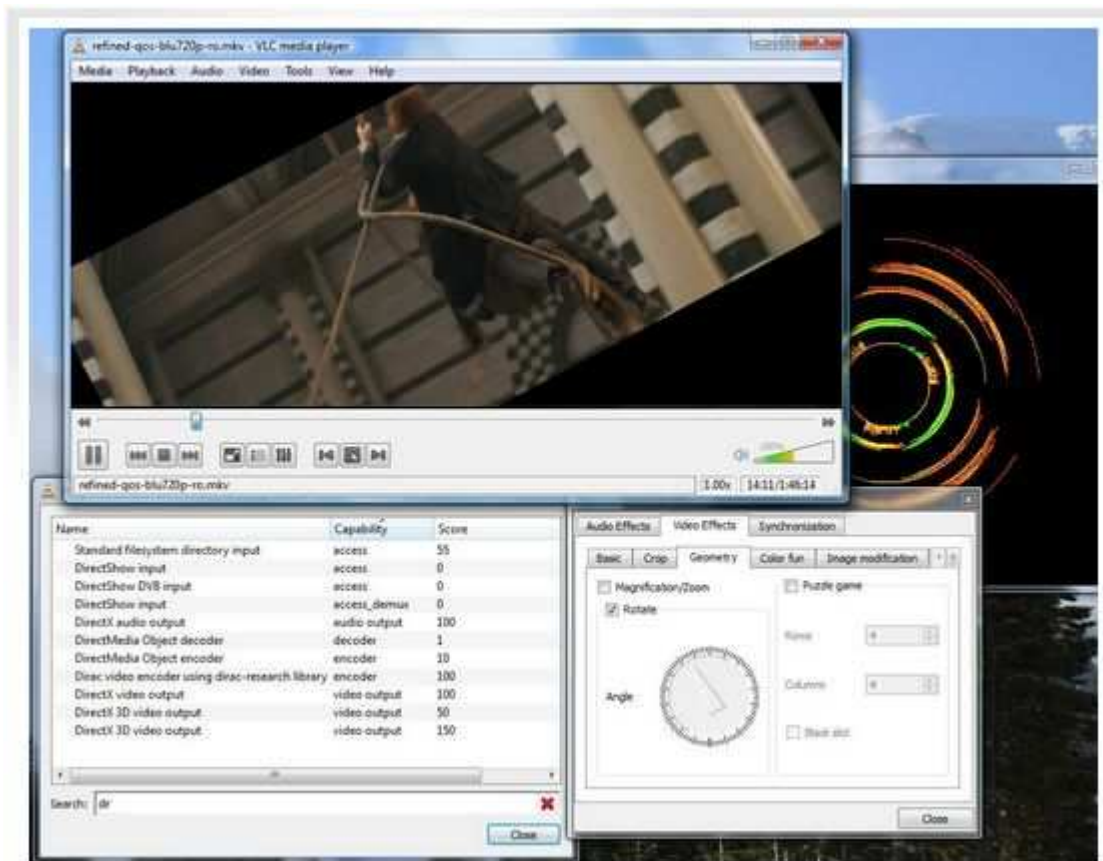 refined-qos-blu720p-ro.mkv - VLC media player
Media Playback Audio Video Tools View Help
refined-qos-blu720p-ro.mkv 1.00x 14:11/1:46:14
Name Capability Score
Standard filesystem directory input access 55
DirectShow input access 0
DirectShow DVB input access 0
DirectShow input access_demux 0
DirectX audio output audio output 100
DirectMedia Object decoder decoder 1
DirectMedia Object encoder encoder 10
Dirac video encoder using dirac-research library encoder 100
DirectX video output video output 100
DirectX 3D video output video output 50
DirectX 3D video output video output 150
Search: dir
Close
Audio Effects Video Effects Synchronization
Basic Crop Geometry Color fun Image modification
Magnification/Zoom Puzzle game
Rotate
Rows 4
Angle
Columns 4
Black slot
Close